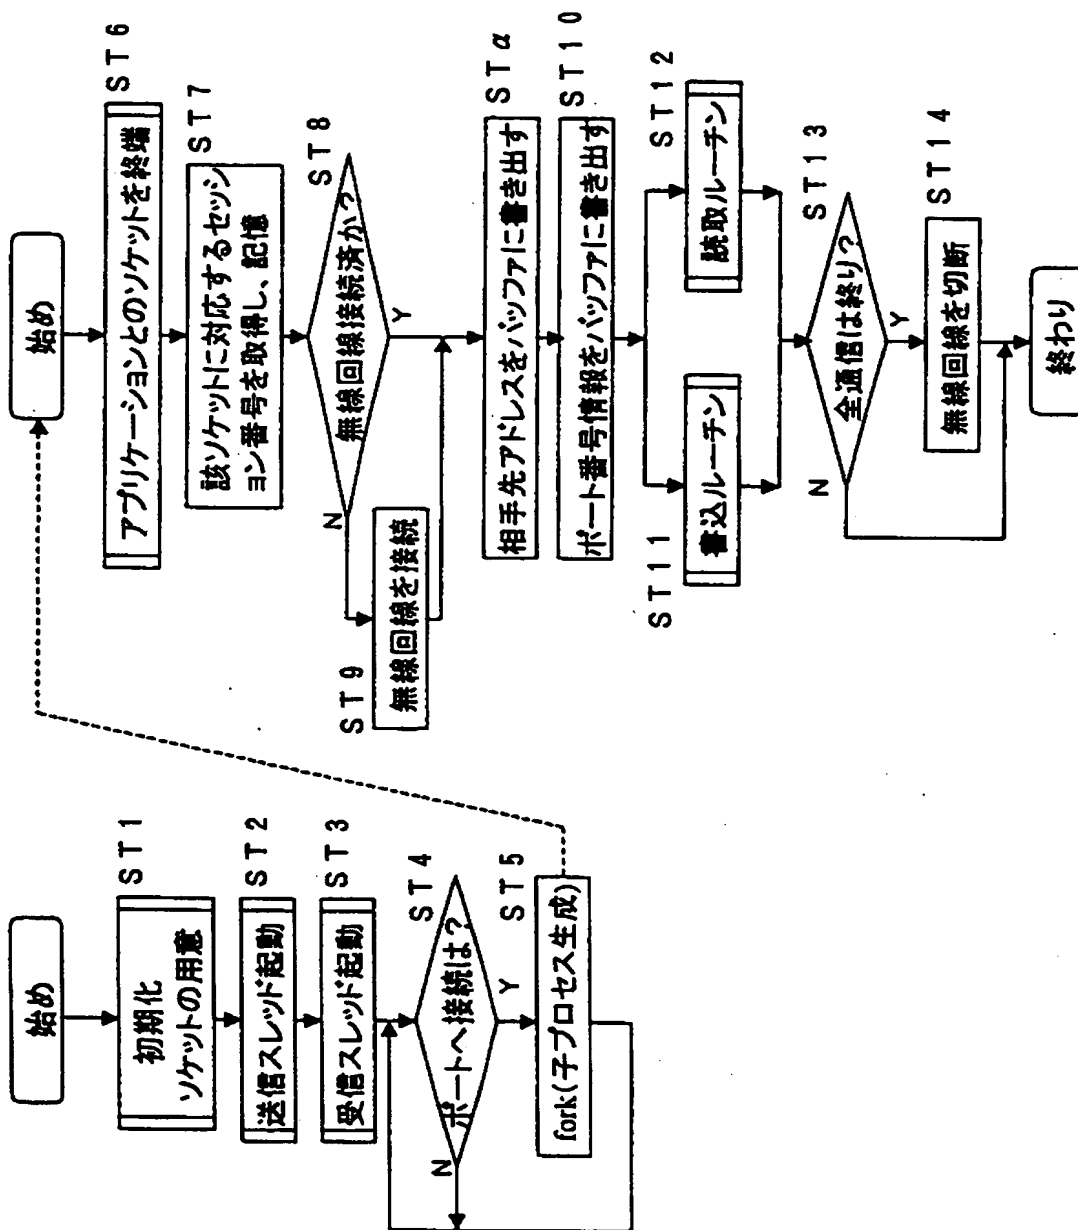 始め
初期化
ソケットの用意
ST1
送信スレッド起動
ST2
受信スレッド起動
ST3
ポートへ接続は?
ST4
N
Y
fork(子プロセス生成)
ST5
始め
アプリケーションとのソケットを終端
ST6
該ソケットに対応するセッシ
ョン番号を取得し、記憶
ST7
無線回線接続済か?
ST8
N
Y
無線回線を接続
ST9
相手先アドレスをバッファに書き出す
STα
ポート番号情報をバッファに書き出す
ST10
書込ルーチン
ST11
読取ルーチン
ST12
全通信は終り?
ST13
N
Y
無線回線を切断
ST14
終わり